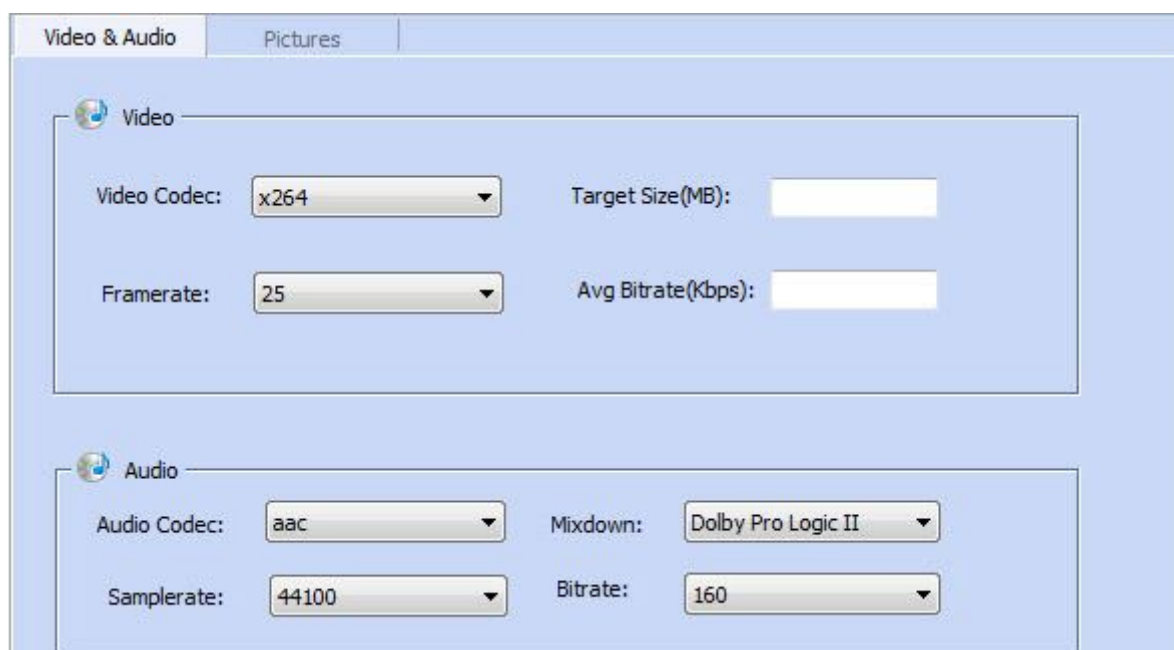 Video & Audio Pictures
Video
Video Codec: x264 Target Size(MB):
Framerate: 25 Avg Bitrate(Kbps):
Audio
Audio Codec: aac Mixdown: Dolby Pro Logic II
Samplerate: 44100 Bitrate: 160